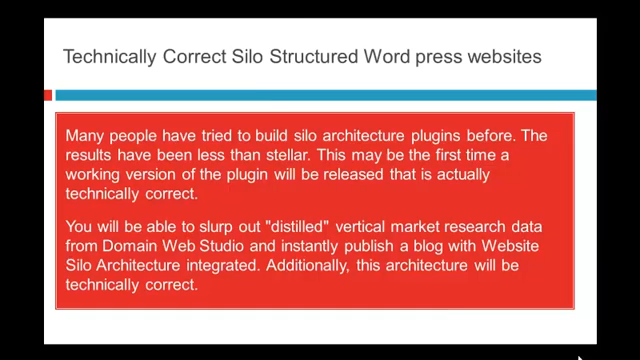 Technically Correct Silo Structured Word press websites
Many people have tried to build silo architecture plugins before. The
results have been less than stellar. This may be the first time a
working version of the plugin will be released that is actually
technically correct.
You will be able to slurp out "distilled" vertical market research data
from Domain Web Studio and instantly publish a blog with Website
Silo Architecture integrated. Additionally, this architecture will be
technically correct.